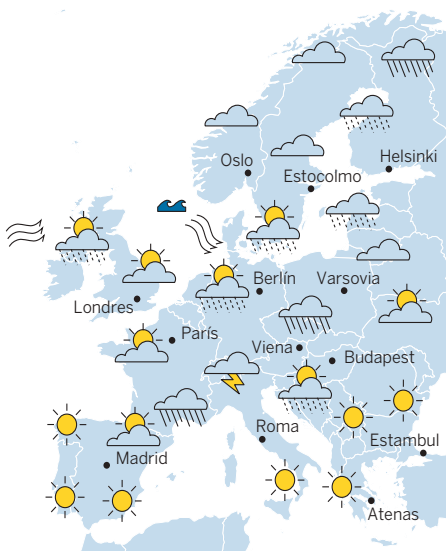 Oslo
Helsinki
Estocolmo
Berlín
Varsovia
Londres
París
Viena
Budapest
Roma
Estambul
Madrid
Atenas